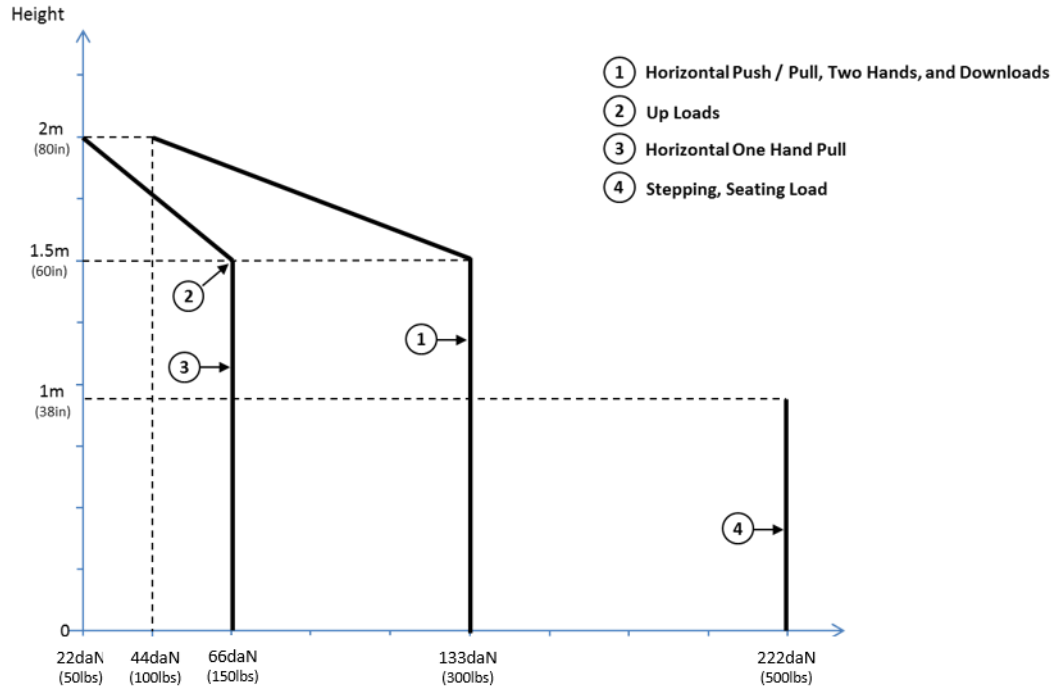 Height
① Horizontal Push / Pull, Two Hands, and Downloads
② Up Loads
③ Horizontal One Hand Pull
④ Stepping, Seating Load
2m
(80in)
1.5m
(60in)
②
①
③
1m
(38in)
④
0
22daN 44daN 66daN 133daN 222daN
(50lbs) (100lbs) (150lbs) (300lbs) (500lbs)